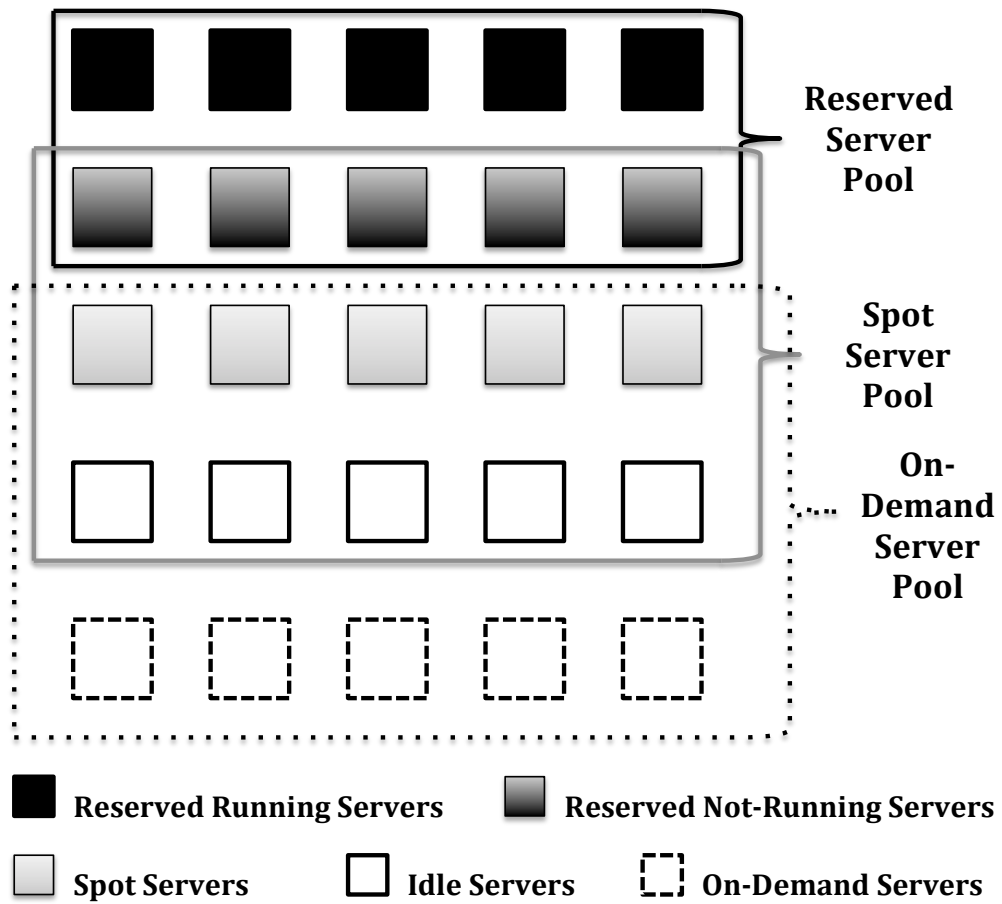 Reserved
Server
Pool
Spot
Server
Pool
On-
Demand
Server
Pool
Reserved Running Servers
Reserved Not-Running Servers
Spot Servers
Idle Servers
On-Demand Servers